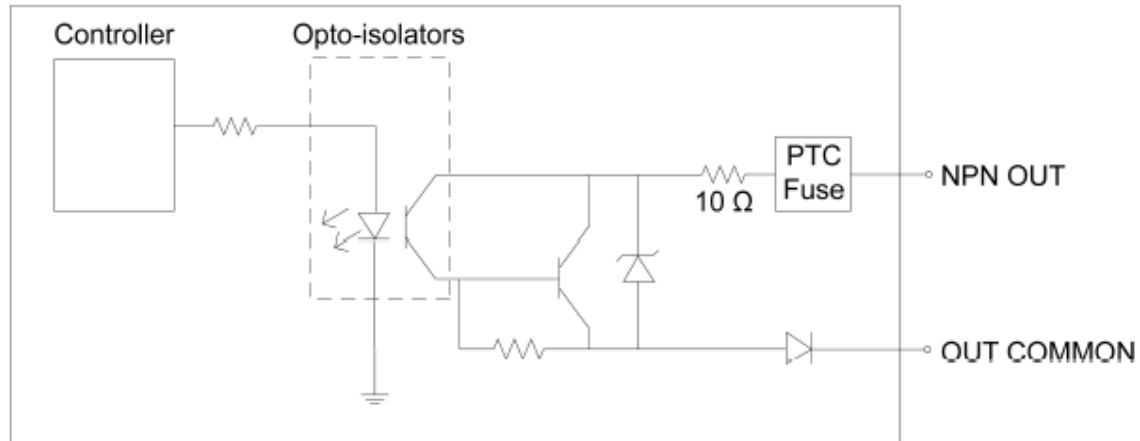 Controller
Opto-isolators
PTC
Fuse
NPN OUT
10 Ω
OUT COMMON